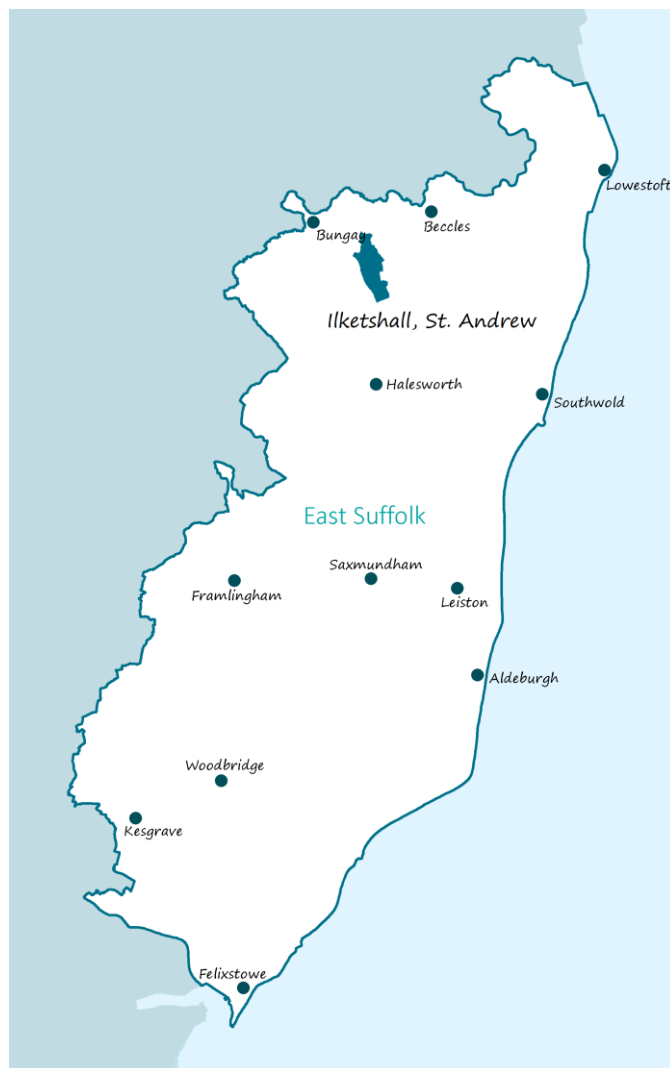 Lowestoft
Beccles
Bungay
Ilketshall, St. Andrew
Halesworth
Southwold
East Suffolk
Saxmundham
Framlingham
Leiston
Aldeburgh
Woodbridge
Kesgrave
Felixstowe